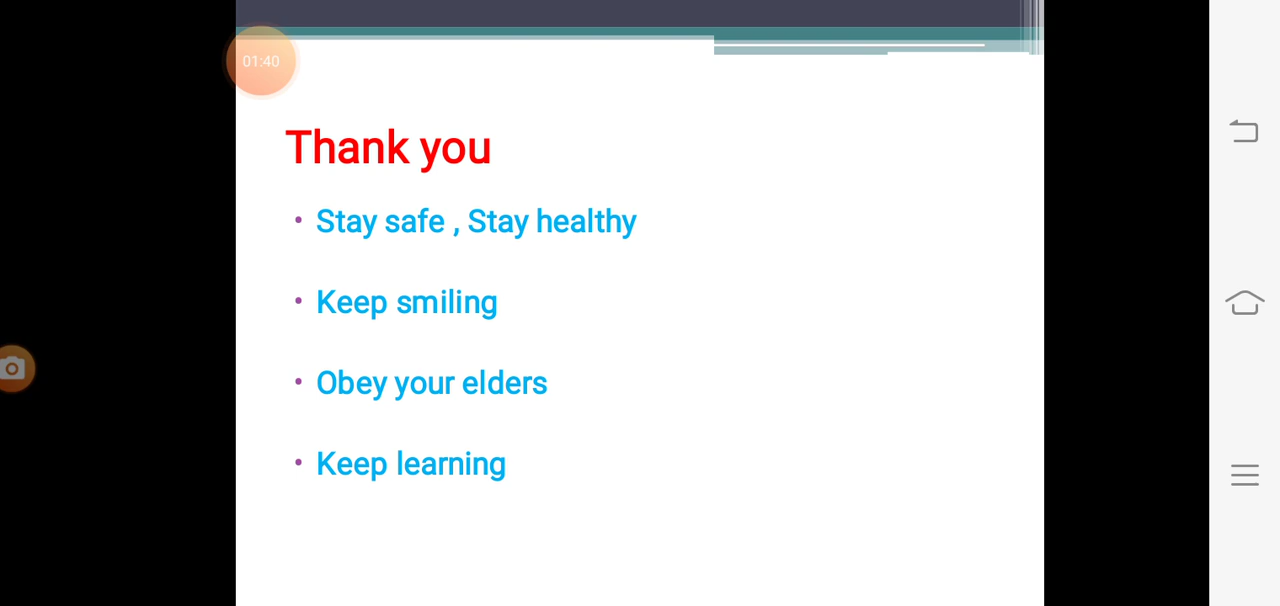 01:40
Thank you
• Stay safe , Stay healthy
• Keep smiling
• Obey your elders
• Keep learning